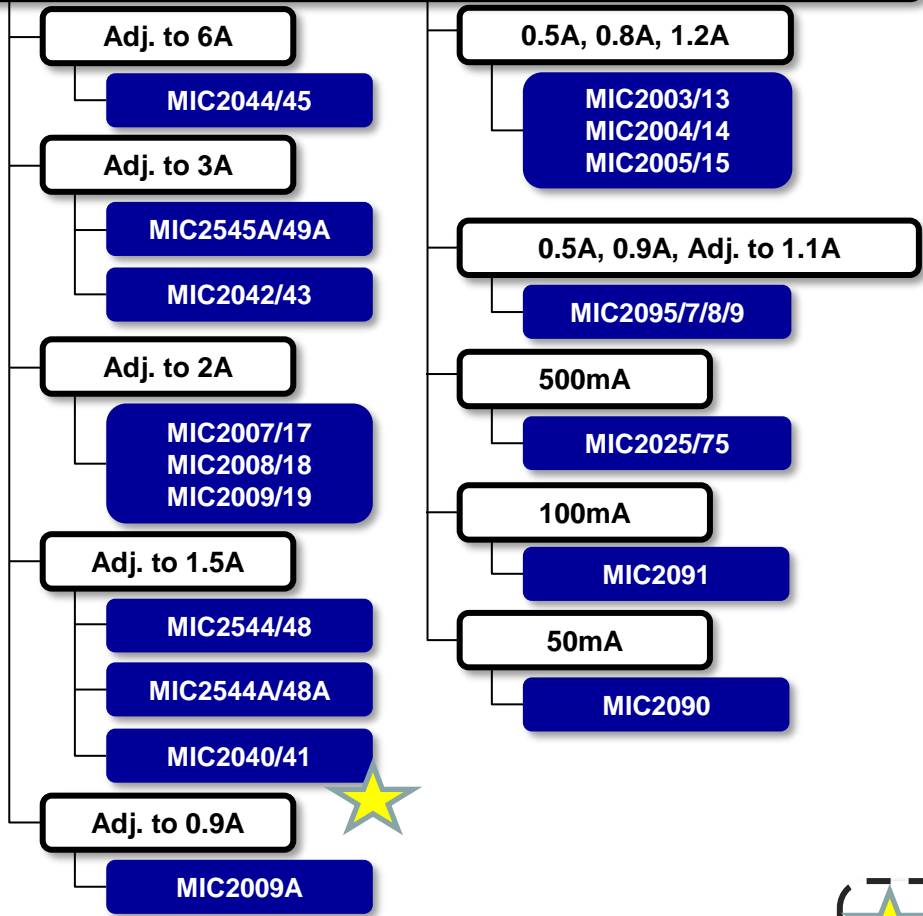 Adj. to 6A
MIC2044/45
Adj. to 3A
MIC2545A/49A
MIC2042/43
Adj. to 2A
MIC2007/17
MIC2008/18
MIC2009/19
Adj. to 1.5A
MIC2544/48
MIC2544A/48A
MIC2040/41
Adj. to 0.9A
MIC2009A
0.5A, 0.8A, 1.2A
MIC2003/13
MIC2004/14
MIC2005/15
0.5A, 0.9A, Adj. to 1.1A
MIC2095/7/8/9
500mA
MIC2025/75
100mA
MIC2091
50mA
MIC2090